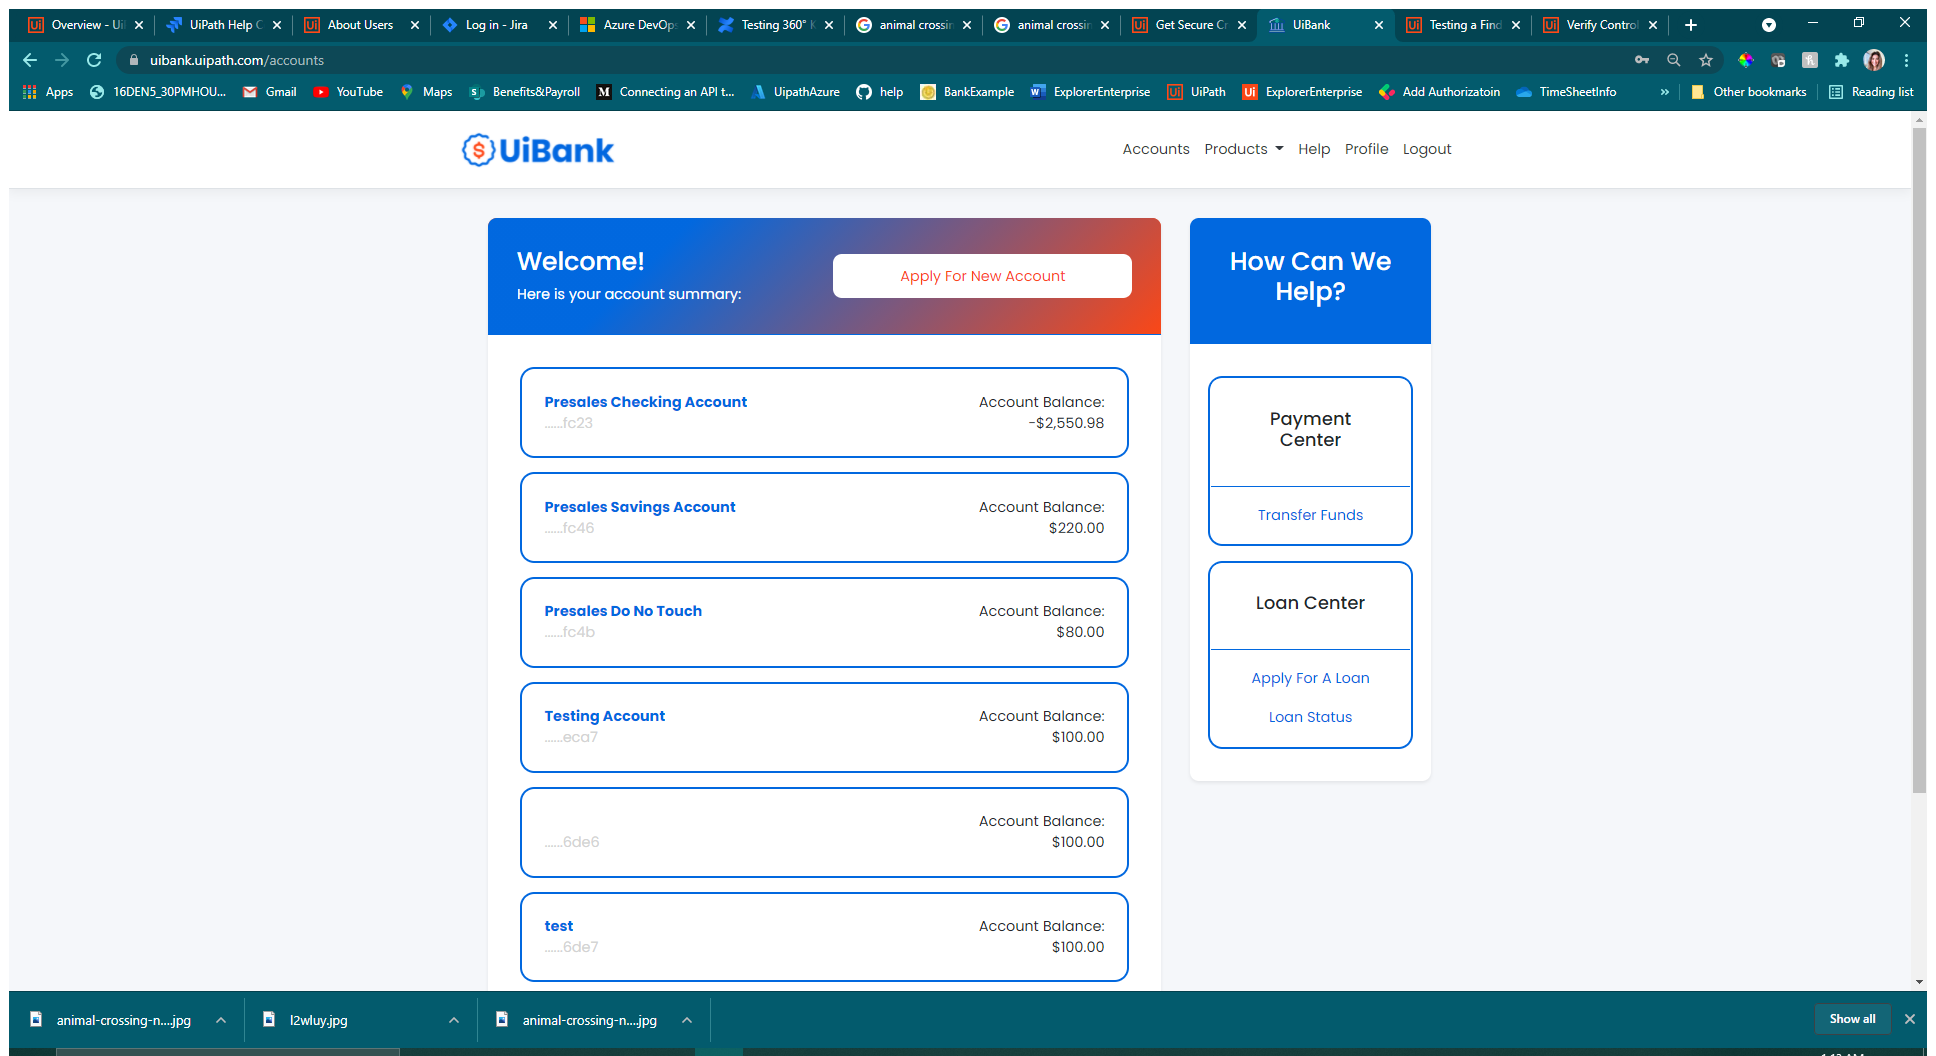 Overview - Ui
UiPath Help C
About Users
Log in - Jira
Azure DevOps
Testing 360° K
animal crossin
animal crossin
Get Secure Cr
UiBank
Testing a Find
Verify Control
uibank.uipath.com/accounts
Apps
16DEN5_30PMHOU...
Gmail
YouTube
Maps
Benefits&Payroll
Connecting an API t...
UipathAzure
help
BankExample
ExplorerEnterprise
UiPath
ExplorerEnterprise
Add Authorizatoin
TimeSheetInfo
»
Other bookmarks
Reading list
UiBank
Accounts Products Help Profile Logout
Welcome!
Here is your account summary:
Apply For New Account
Presales Checking Account
......fc23
Account Balance:
-$2,550.98
Presales Savings Account
......fc46
Account Balance:
$220.00
Presales Do No Touch
......fc4b
Account Balance:
$80.00
Testing Account
......eca7
Account Balance:
$100.00
......6de6
Account Balance:
$100.00
test
......6de7
Account Balance:
$100.00
How Can We
Help?
Payment
Center
Transfer Funds
Loan Center
Apply For A Loan
Loan Status
animal-crossing-n....jpg
l2wluy.jpg
animal-crossing-n....jpg
Show all